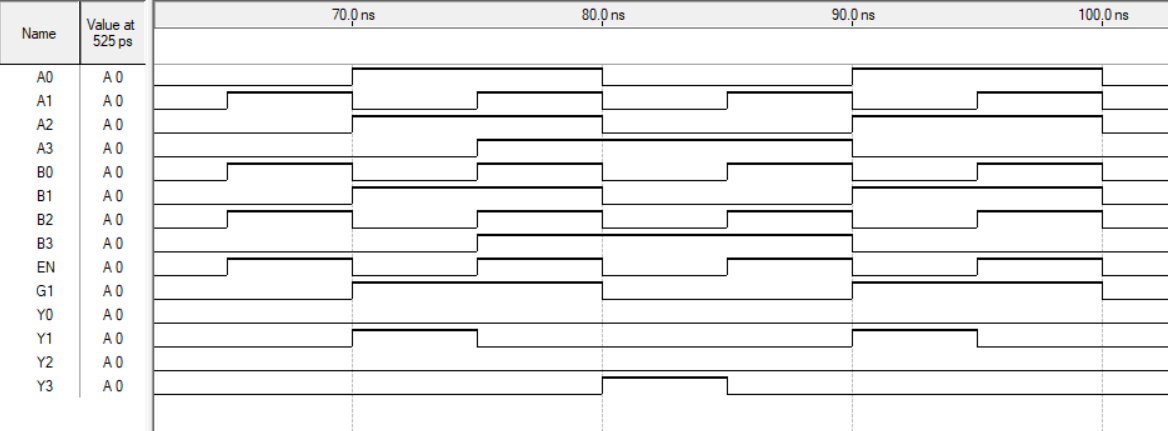 Name Value at 525 ps 70.0 ns 80.0 ns 90.0 ns 100.0 ns
A0 A 0
A1 A 0
A2 A 0
A3 A 0
B0 A 0
B1 A 0
B2 A 0
B3 A 0
EN A 0
G1 A 0
Y0 A 0
Y1 A 0
Y2 A 0
Y3 A 0